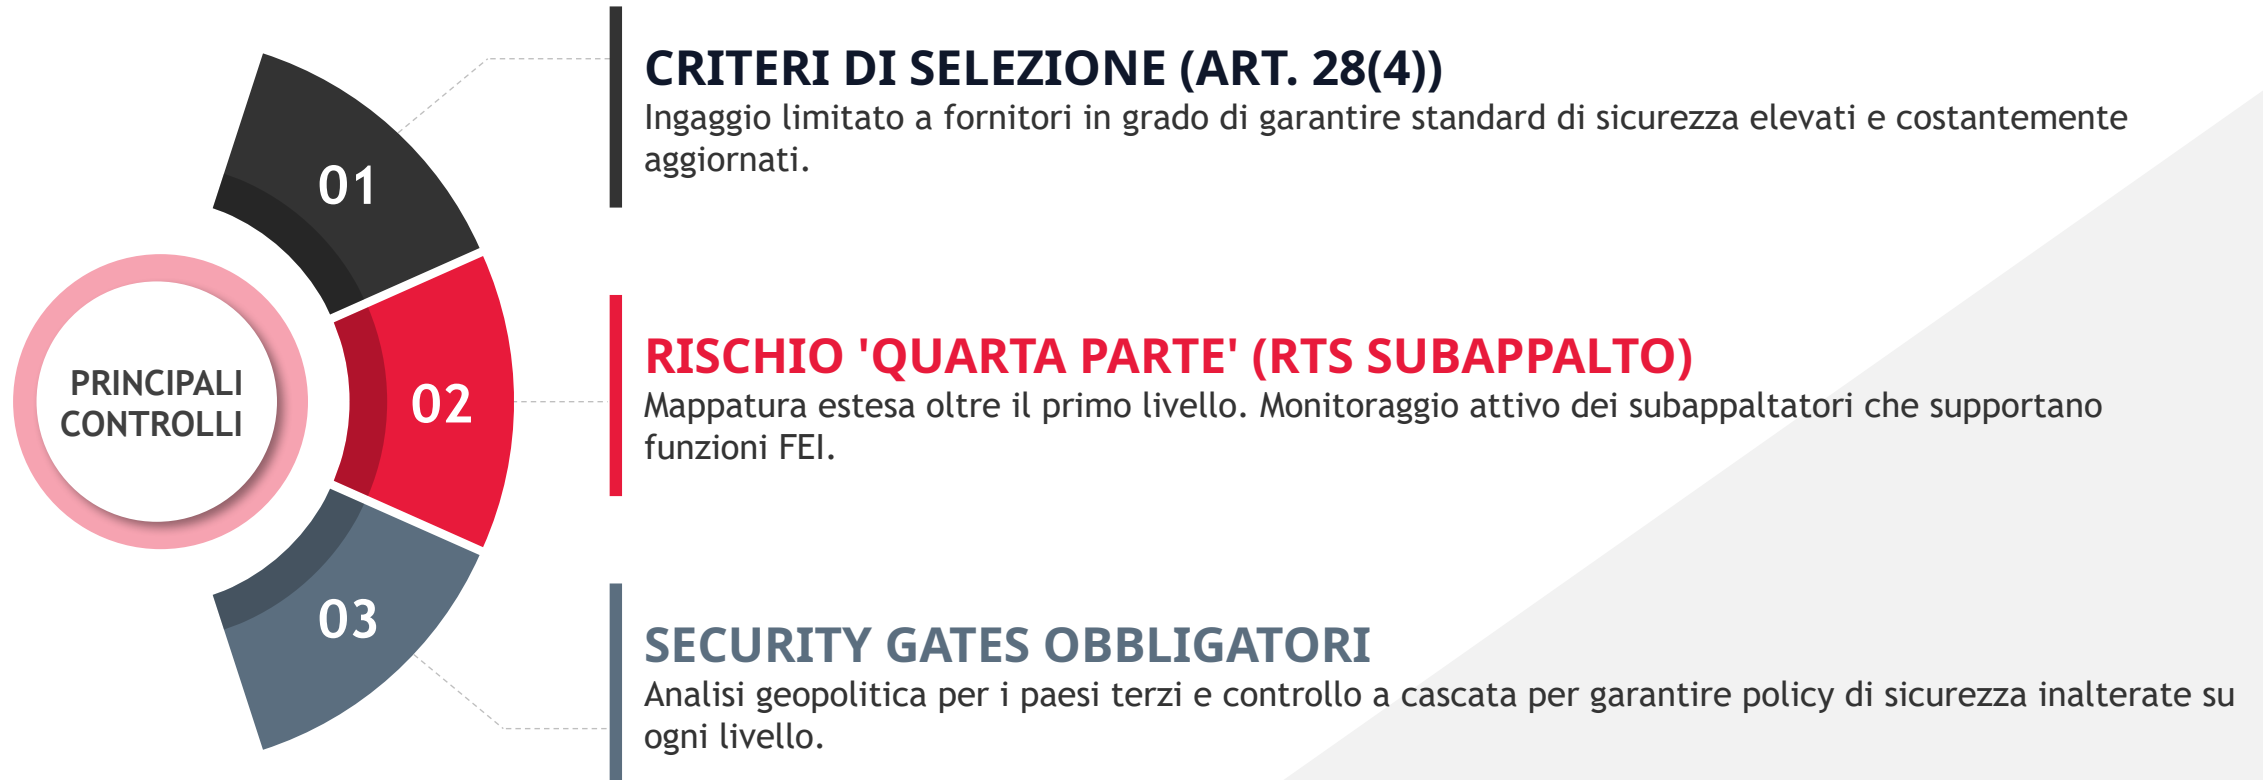 CRITERI DI SELEZIONE (ART. 28(4))
Ingaggio limitato a fornitori in grado di garantire standard di sicurezza elevati e costantemente
aggiornati.
01
RISCHIO 'QUARTA PARTE' (RTS SUBAPPALTO)
Mappatura estesa oltre il primo livello. Monitoraggio attivo dei subappaltatori che supportano
funzioni FEI.
PRINCIPALI
CONTROLLI
02
SECURITY GATES OBBLIGATORI
Analisi geopolitica per i paesi terzi e controllo a cascata per garantire policy di sicurezza inalterate su
ogni livello.
03